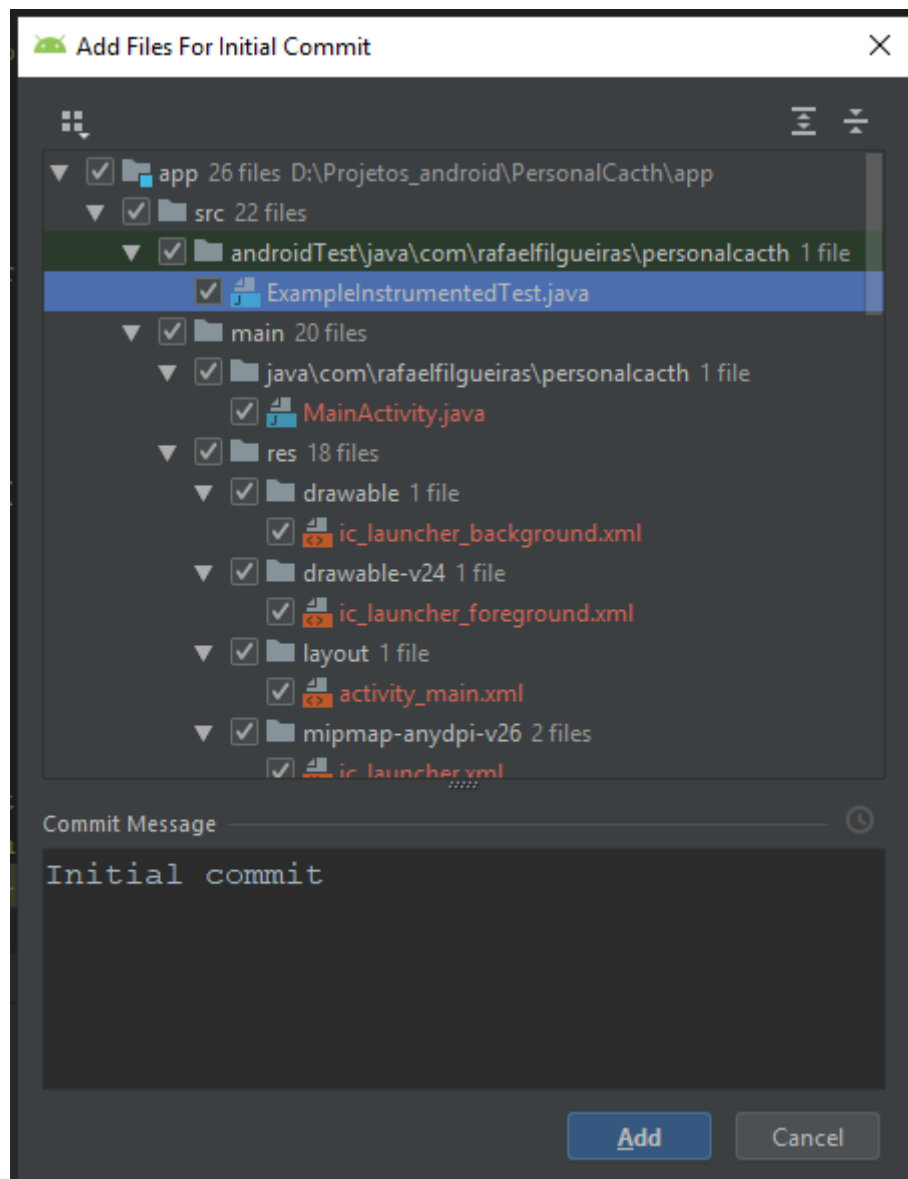 Add Files For Initial Commit
app 26 files D:\Projetos_android\PersonalCacth\app
src 22 files
androidTest\java\com\rafaelfilgueiras\personalcacth 1 file
ExampleInstrumentedTest.java
main 20 files
java\com\rafaelfilgueiras\personalcacth 1 file
MainActivity.java
res 18 files
drawable 1 file
ic_launcher_background.xml
drawable-v24 1 file
ic_launcher_foreground.xml
layout 1 file
activity_main.xml
mipmap-anydpi-v26 2 files
ic_launcher.xml
Commit Message
Initial commit
Add
Cancel